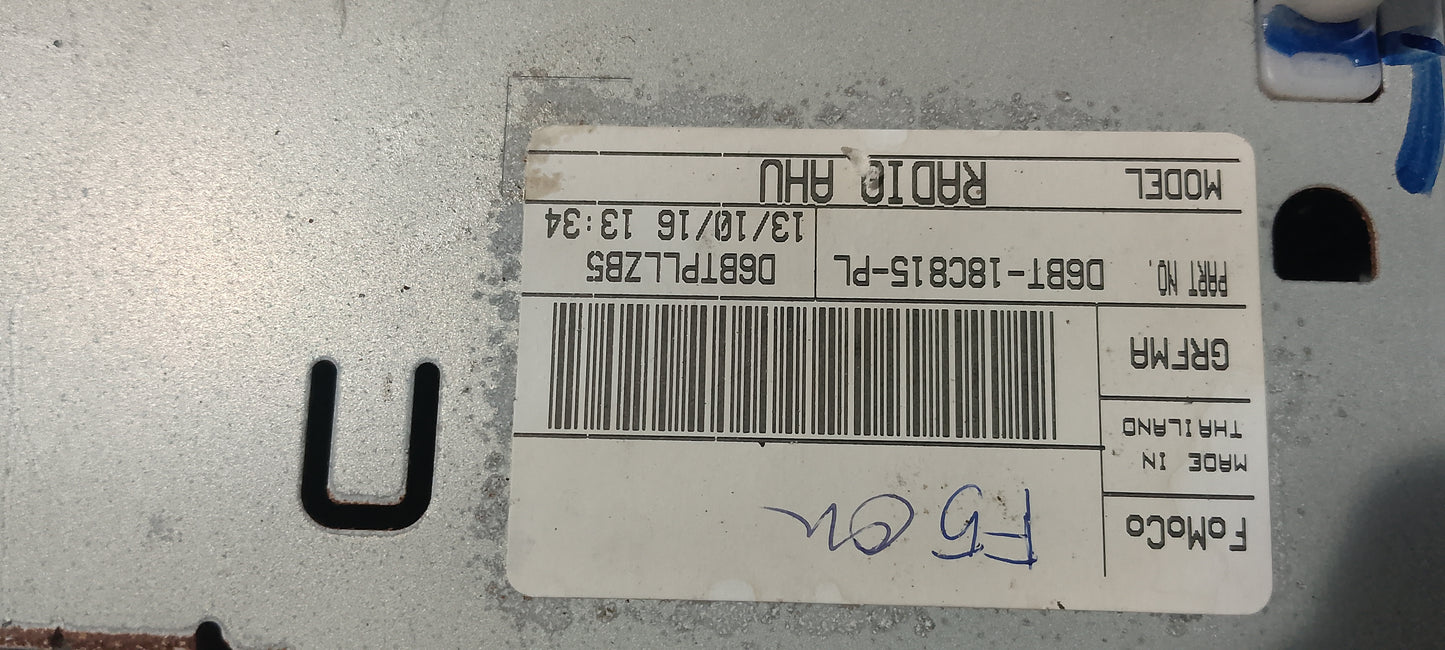 MODEL RADIO AHU
PART NO. D6BT-18C815-PL D6BTPLLZB5
13/10/16 13:34
GRFMA
MADE IN
THAILAND
FoMoCo
F5